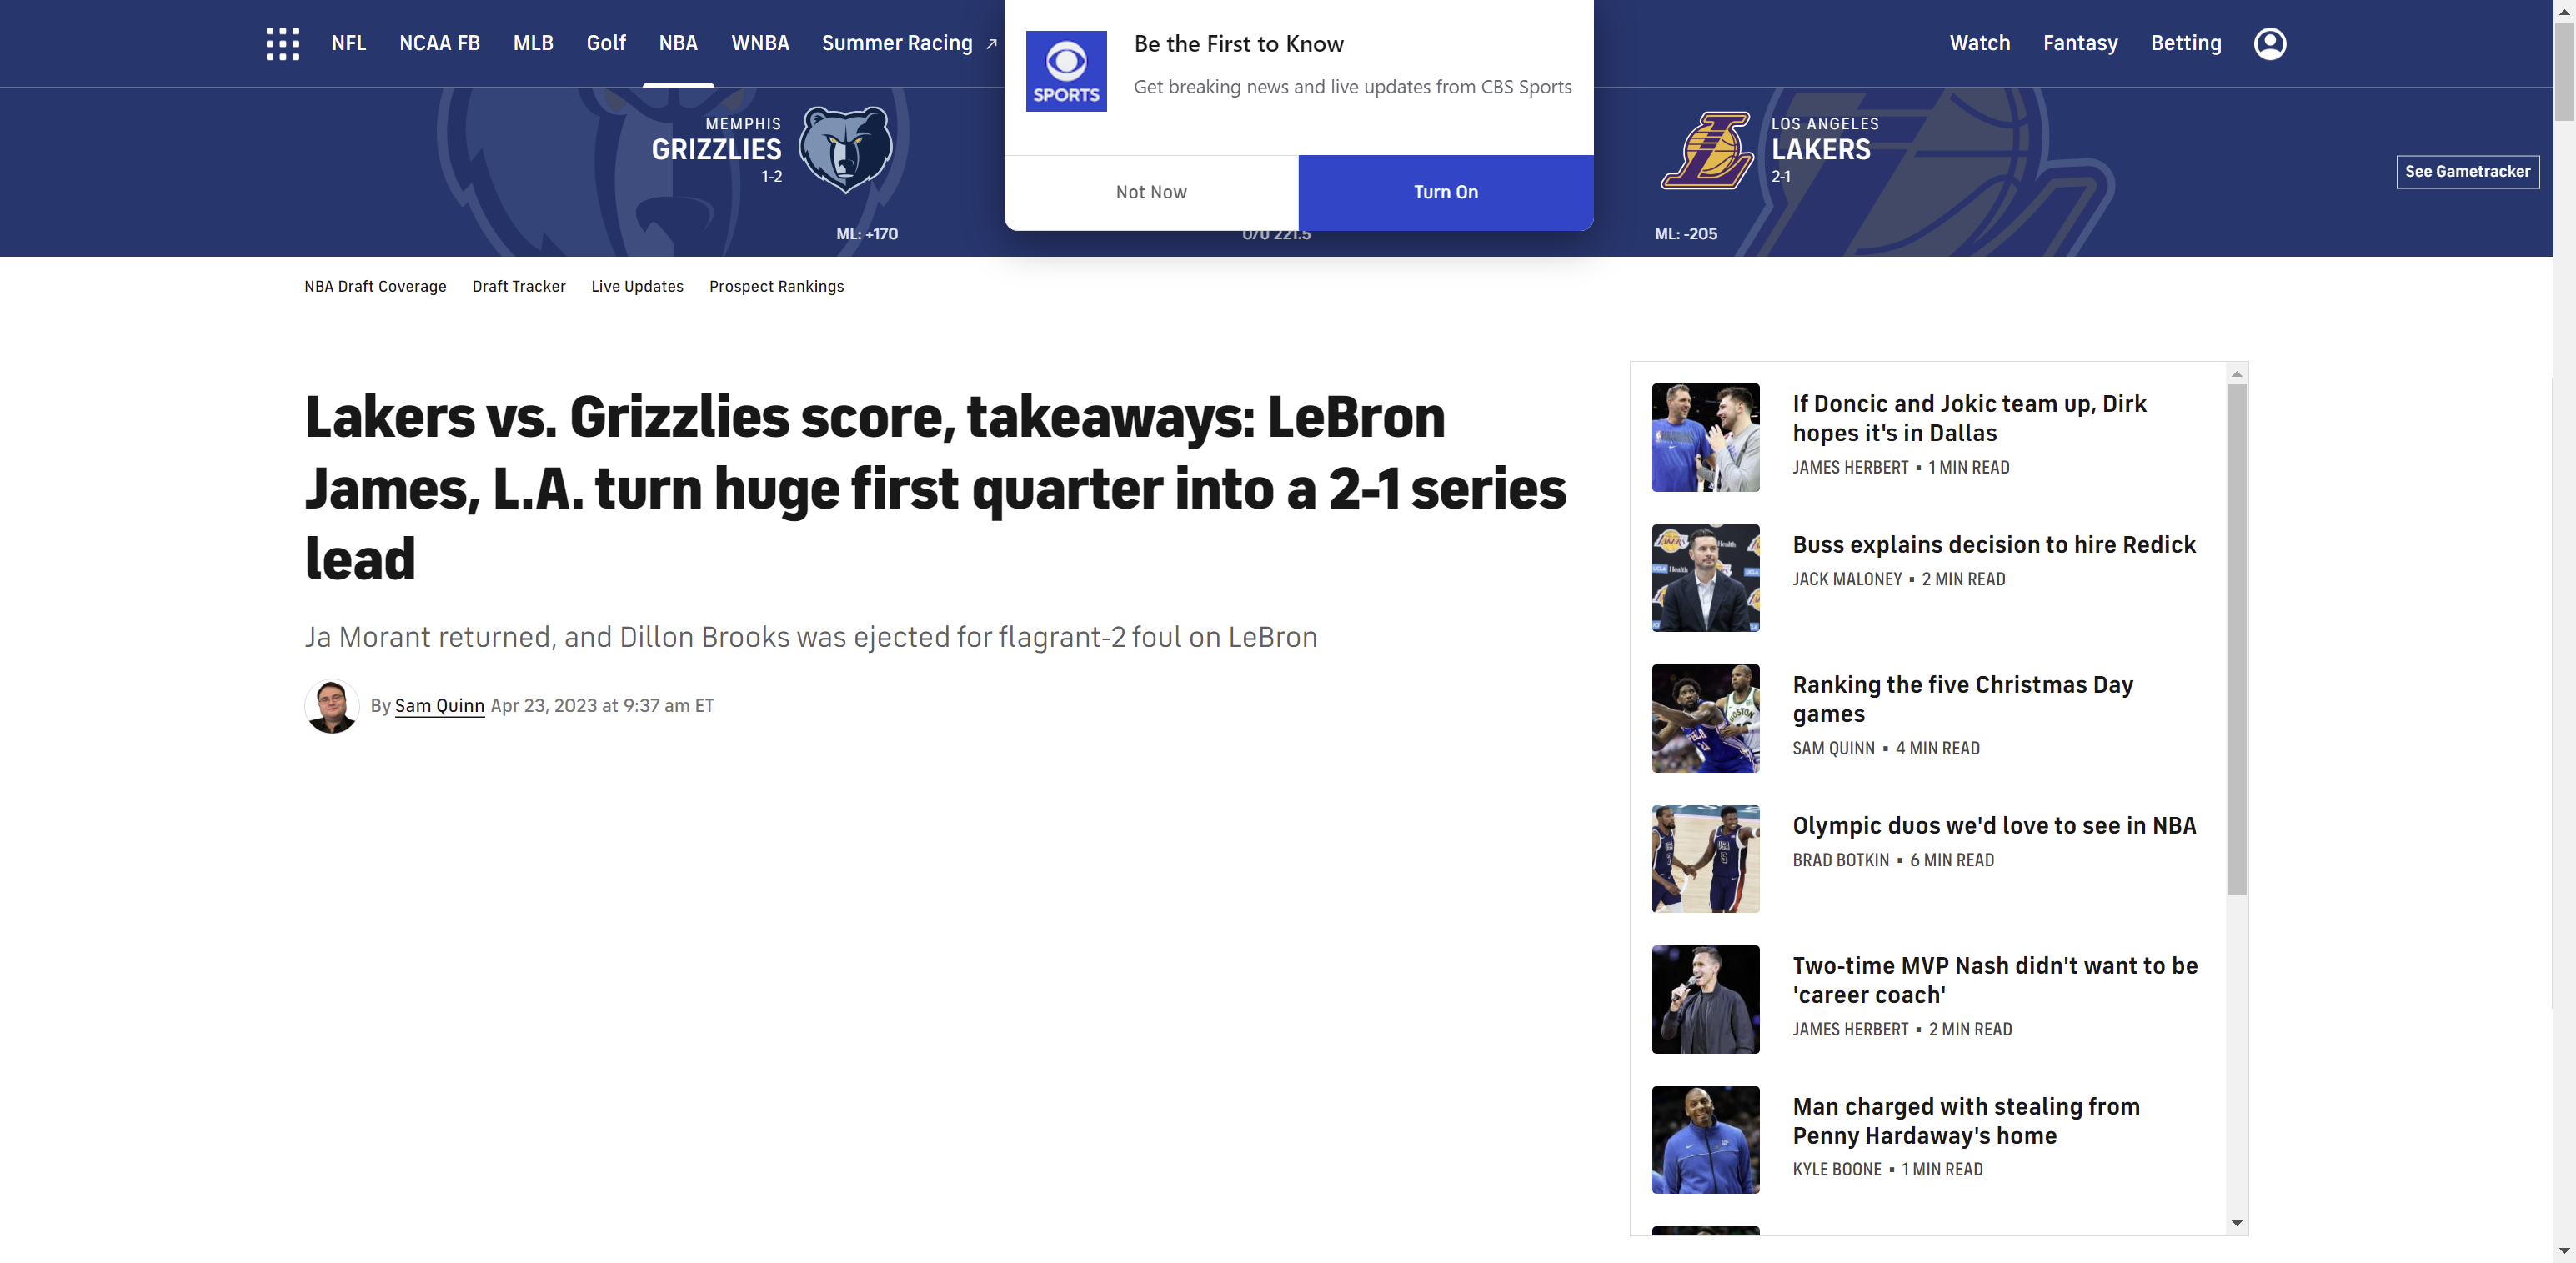 NFL
NCAA FB
MLB
Golf
NBA
WNBA
Summer Racing
Watch
Fantasy
Betting
SPORTS
Be the First to Know
Get breaking news and live updates from CBS Sports
Not Now
Turn On
MEMPHIS
GRIZZLIES
1-2
ML: +170
O/U 221.5
LOS ANGELES
LAKERS
2-1
ML: -205
See Gametracker
NBA Draft Coverage
Draft Tracker
Live Updates
Prospect Rankings
Lakers vs. Grizzlies score, takeaways: LeBron
James, L.A. turn huge first quarter into a 2-1 series
lead
Ja Morant returned, and Dillon Brooks was ejected for flagrant-2 foul on LeBron
By Sam Quinn Apr 23, 2023 at 9:37 am ET
If Doncic and Jokic team up, Dirk
hopes it's in Dallas
JAMES HERBERT ▪ 1 MIN READ
Buss explains decision to hire Redick
JACK MALONEY ▪ 2 MIN READ
Ranking the five Christmas Day
games
SAM QUINN ▪ 4 MIN READ
Olympic duos we'd love to see in NBA
BRAD BOTKIN ▪ 6 MIN READ
Two-time MVP Nash didn't want to be
'career coach'
JAMES HERBERT ▪ 2 MIN READ
Man charged with stealing from
Penny Hardaway's home
KYLE BOONE ▪ 1 MIN READ